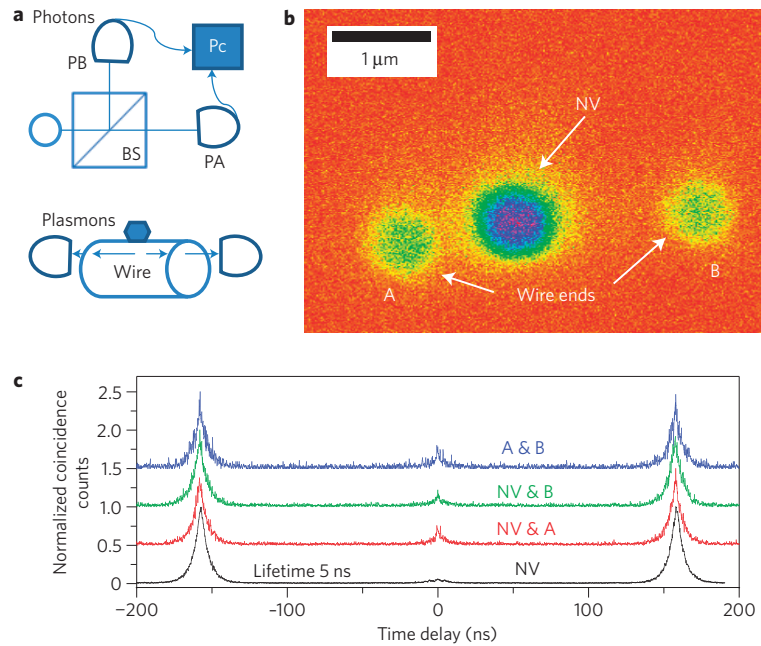 a
Photons
PB
Pc
BS
PA
Plasmons
Wire
b
1 μm
NV
A
Wire ends
B
c
Normalized coincidence
counts
2.5
2.0
1.5
1.0
0.5
0
A & B
NV & B
NV & A
Lifetime 5 ns
NV
−200
-100
0
100
200
Time delay (ns)